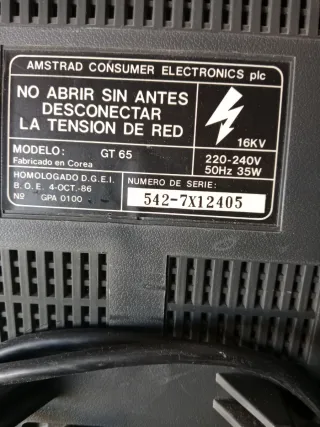 AMSTRAD CONSUMER ELECTRONICS plc
NO ABRIR SIN ANTES
DESCONECTAR
LA TENSION DE RED
16KV
MODELO: GT 65
Fabricado en Corea
220-240V
50Hz 35W
HOMOLOGADO D.G.E.I.
B.O.E. 4-OCT.-86
Nº GPA 0100
NUMERO DE SERIE:
542-7X12405